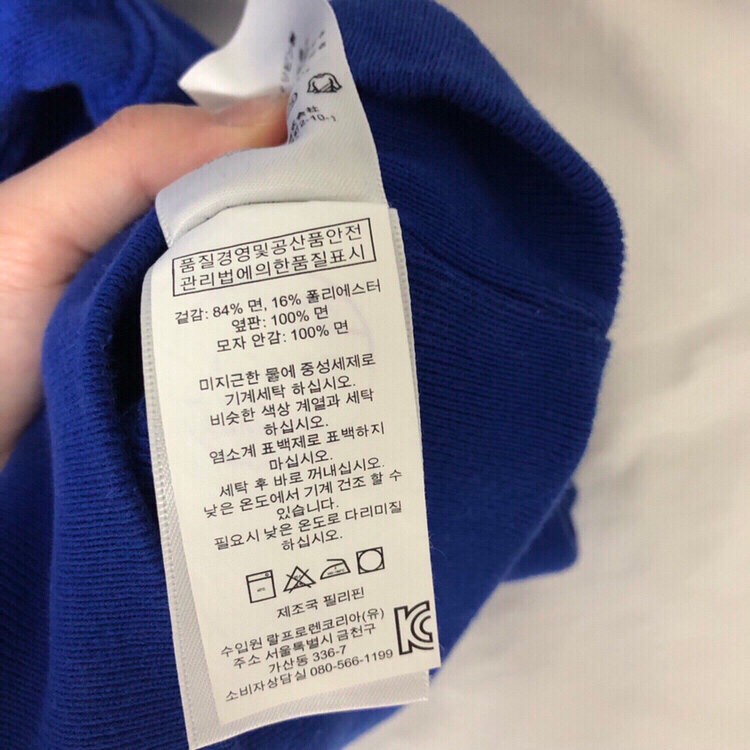 2-10-1
품질경영및공산품안전
관리법에의한품질표시
겉감: 84% 면, 16% 폴리에스터
옆판: 100% 면
모자 안감: 100% 면
미지근한 물에 중성세제로
기계세탁 하십시오.
비슷한 색상 계열과 세탁
하십시오.
염소계 표백제로 표백하지
마십시오.
세탁 후 바로 꺼내십시오.
낮은 온도에서 기계 건조 할 수
있습니다.
필요시 낮은 온도로 다리미질
하십시오.
제조국 필리핀
수입원 랄프로렌코리아(유)
주소 서울특별시 금천구
가산동 336-7
소비자상담실 080-566-1199